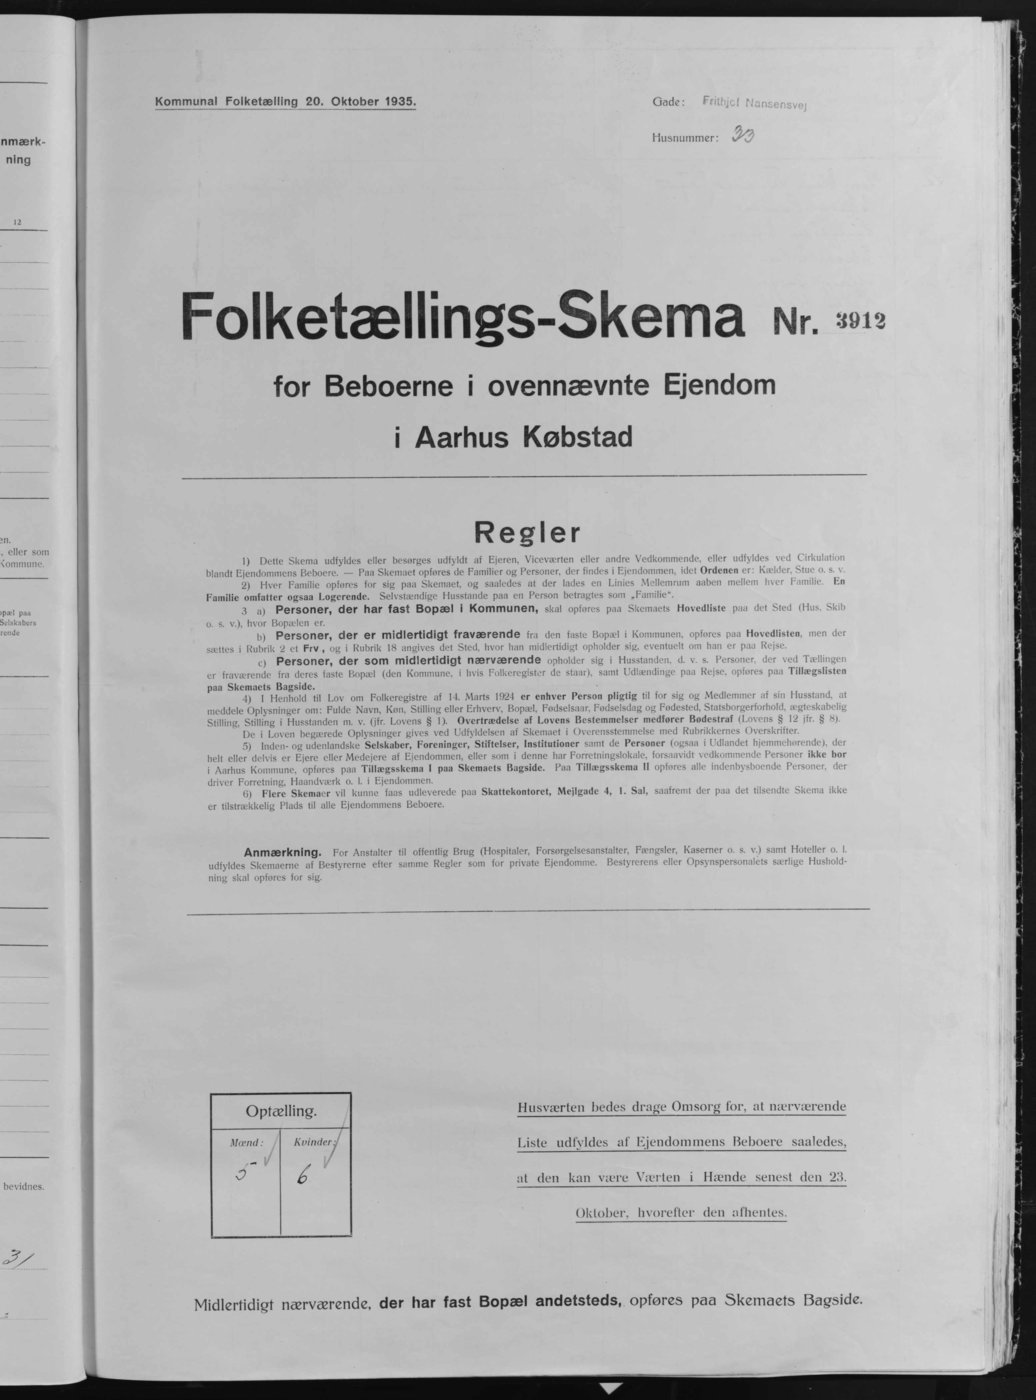 nmærk-
ning
12
en.
, eller som
Kommune.
opæl paa
Selskabers
rende
bevidnes.
31
Kommunal Folketælling 20. Oktober 1935.
Gade: Frithjof Nansensvej
Husnummer: 33
Folketællings-Skema Nr. 3912
for Beboerne i ovennævnte Ejendom
i Aarhus Købstad
Regler
1) Dette Skema udfyldes eller besørges udfyldt af Ejeren, Viceværten eller andre Vedkommende, eller udfyldes ved Cirkulation
blandt Ejendommens Beboere. — Paa Skemaet opføres de Familier og Personer, der findes i Ejendommen, idet Ordenen er: Kælder, Stue o. s. v.
2) Hver Familie opføres for sig paa Skemaet, og saaledes at der lades en Linies Mellemrum aaben mellem hver Familie. En
Familie omfatter ogsaa Logerende. Selvstændige Husstande paa en Person betragtes som „Familie“.
3 a) Personer, der har fast Bopæl i Kommunen, skal opføres paa Skemaets Hovedliste paa det Sted (Hus, Skib
o. s. v.), hvor Bopælen er.
b) Personer, der er midlertidigt fraværende fra den faste Bopæl i Kommunen, opføres paa Hovedlisten, men der
sættes i Rubrik 2 et Frv., og i Rubrik 18 angives det Sted, hvor han midlertidigt opholder sig, eventuelt om han er paa Rejse.
c) Personer, der som midlertidigt nærværende opholder sig i Husstanden, d. v. s. Personer, der ved Tællingen
er fraværende fra deres faste Bopæl (den Kommune, i hvis Folkeregister de staar), samt Udlændinge paa Rejse, opføres paa Tillægslisten
paa Skemaets Bagside.
4) I Henhold til Lov om Folkeregistre af 14. Marts 1924 er enhver Person pligtig til for sig og Medlemmer af sin Husstand, at
meddele Oplysninger om: Fulde Navn, Køn, Stilling eller Erhverv, Bopæl, Fødselsaar, Fødselsdag og Fødested, Statsborgerforhold, ægteskabelig
Stilling, Stilling i Husstanden m. v. (jfr. Lovens § 1). Overtrædelse af Lovens Bestemmelser medfører Bødestraf (Lovens § 12 jfr. § 8).
De i Loven begærede Oplysninger gives ved Udfyldelsen af Skemaet i Overensstemmelse med Rubrikkernes Overskrifter.
5) Inden- og udenlandske Selskaber, Foreninger, Stiftelser, Institutioner samt de Personer (ogsaa i Udlandet hjemmehørende), der
helt eller delvis er Ejere eller Medejere af Ejendommen, eller som i denne har Forretningslokale, forsaavidt vedkommende Personer ikke bor
i Aarhus Kommune, opføres paa Tillægsskema I paa Skemaets Bagside. Paa Tillægsskema II opføres alle indenbysboende Personer, der
driver Forretning, Haandværk o. l. i Ejendommen.
6) Flere Skemaer vil kunne faas udleverede paa Skattekontoret, Mejlgade 4, 1. Sal, saafremt der paa det tilsendte Skema ikke
er tilstrækkelig Plads til alle Ejendommens Beboere.
Anmærkning. For Anstalter til offentlig Brug (Hospitaler, Forsørgelsesanstalter, Fængsler, Kaserner o. s. v.) samt Hoteller o. l.
udfyldes Skemaerne af Bestyrerne efter samme Regler som for private Ejendomme. Bestyrerens eller Opsynspersonalets særlige Hushold-
ning skal opføres for sig.
Optælling.
Mænd: Kvinder:
5 6
Husværten bedes drage Omsorg for, at nærværende
Liste udfyldes af Ejendommens Beboere saaledes,
at den kan være Værten i Hænde senest den 23.
Oktober, hvorefter den afhentes.
Midlertidigt nærværende, der har fast Bopæl andetsteds, opføres paa Skemaets Bagside.